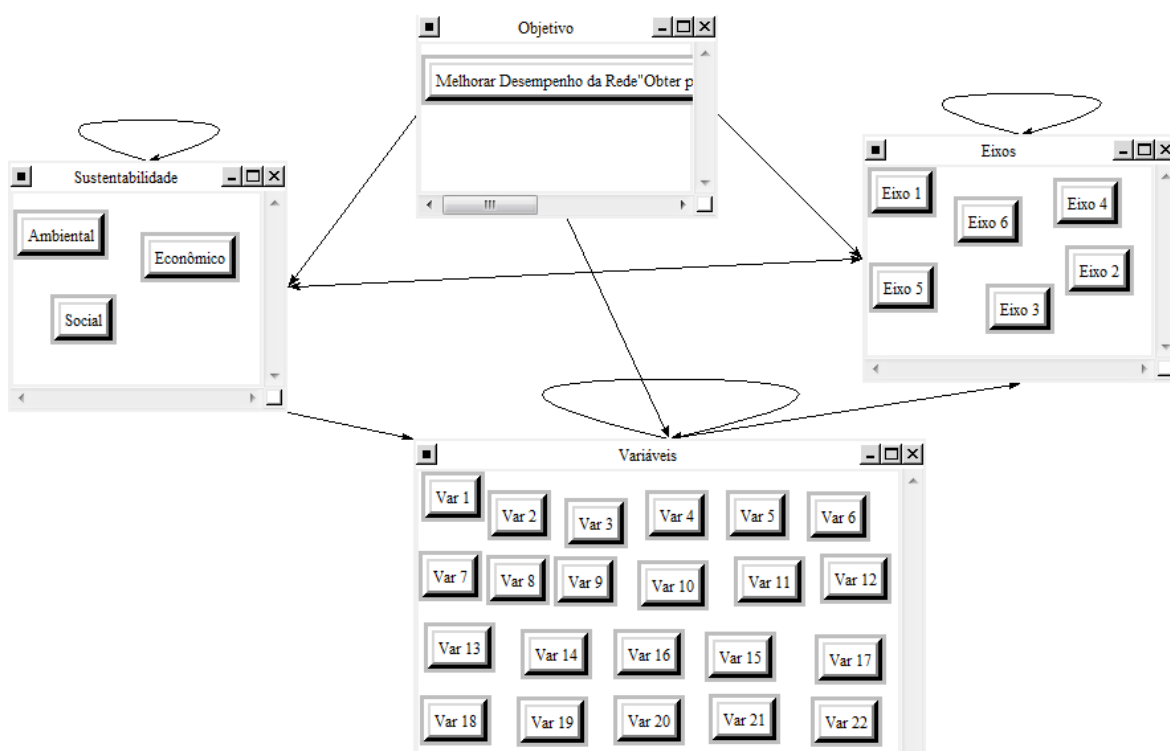 Objetivo
Melhorar Desempenho da Rede"Obter p
Sustentabilidade
Ambiental
Econômico
Social
Eixos
Eixo 1
Eixo 4
Eixo 6
Eixo 2
Eixo 5
Eixo 3
Variáveis
Var 1
Var 2
Var 3
Var 4
Var 5
Var 6
Var 7
Var 8
Var 9
Var 10
Var 11
Var 12
Var 13
Var 14
Var 16
Var 15
Var 17
Var 18
Var 19
Var 20
Var 21
Var 22